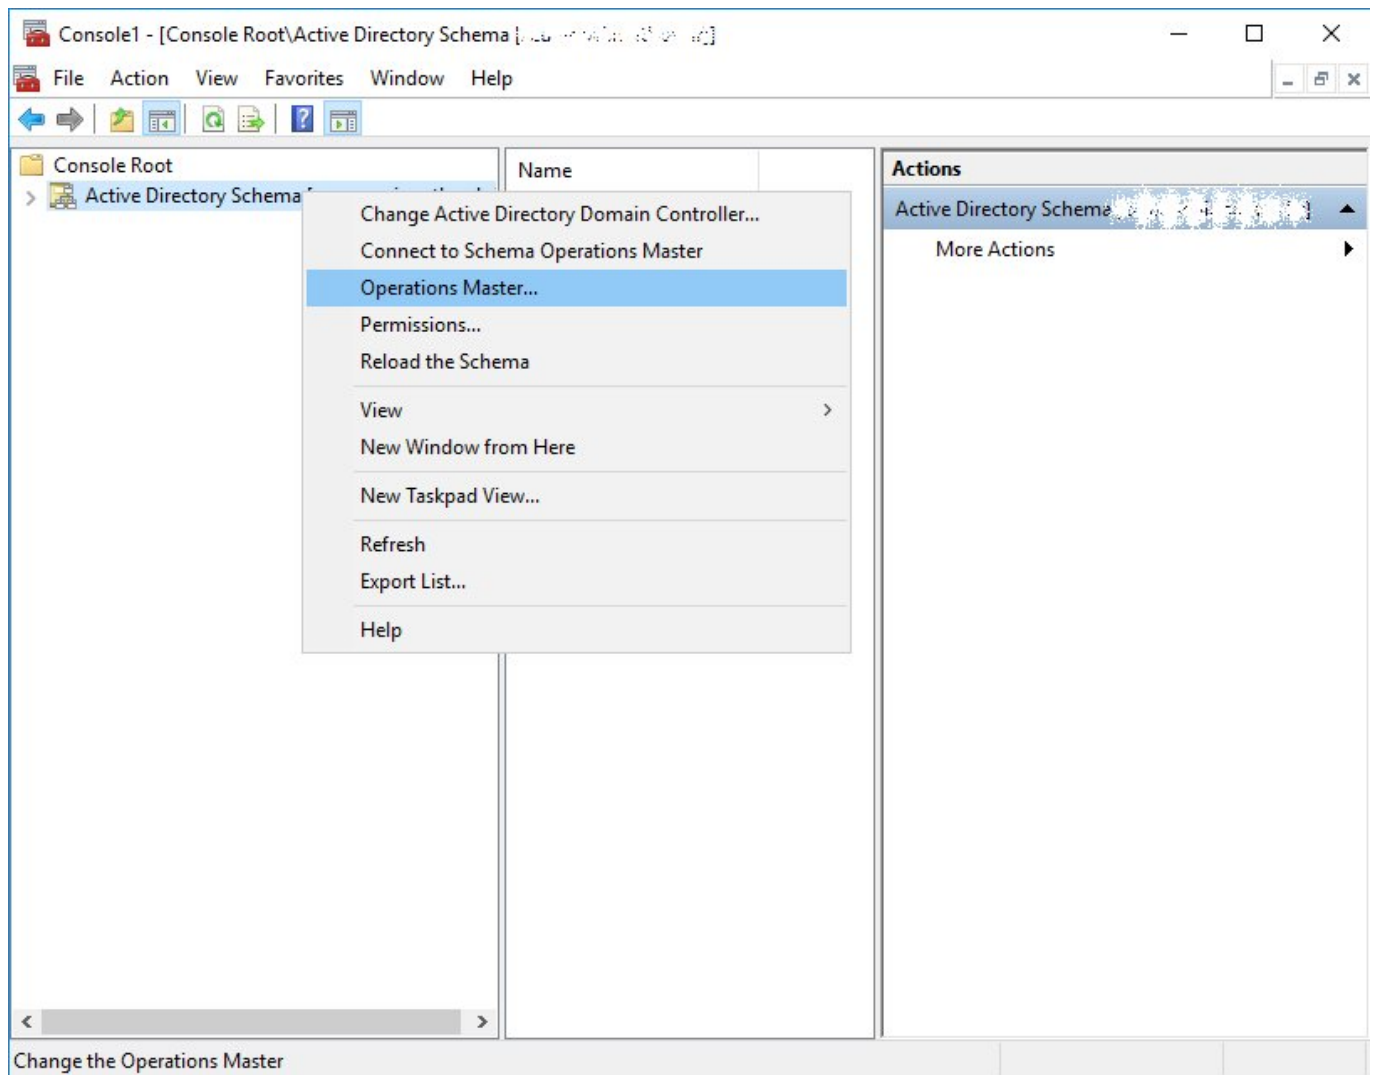 Console1 - [Console Root\Active Directory Schema [
File Action View Favorites Window Help
Console Root
Active Directory Schema
Name
Change Active Directory Domain Controller...
Connect to Schema Operations Master
Operations Master...
Permissions...
Reload the Schema
View
New Window from Here
New Taskpad View...
Refresh
Export List...
Help
Actions
Active Directory Schema
More Actions
Change the Operations Master